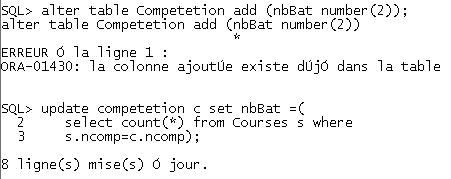 SQL> alter table Competetion add (nbBat number(2));
alter table Competetion add (nbBat number(2))
*
ERREUR Ó la ligne 1 :
ORA-01430: la colonne ajoutÚe existe dÚjÓ dans la table
SQL> update competetion c set nbBat =(
2 select count(*) from Courses s where
3 s.ncomp=c.ncomp);
8 ligne(s) mise(s) Ó jour.